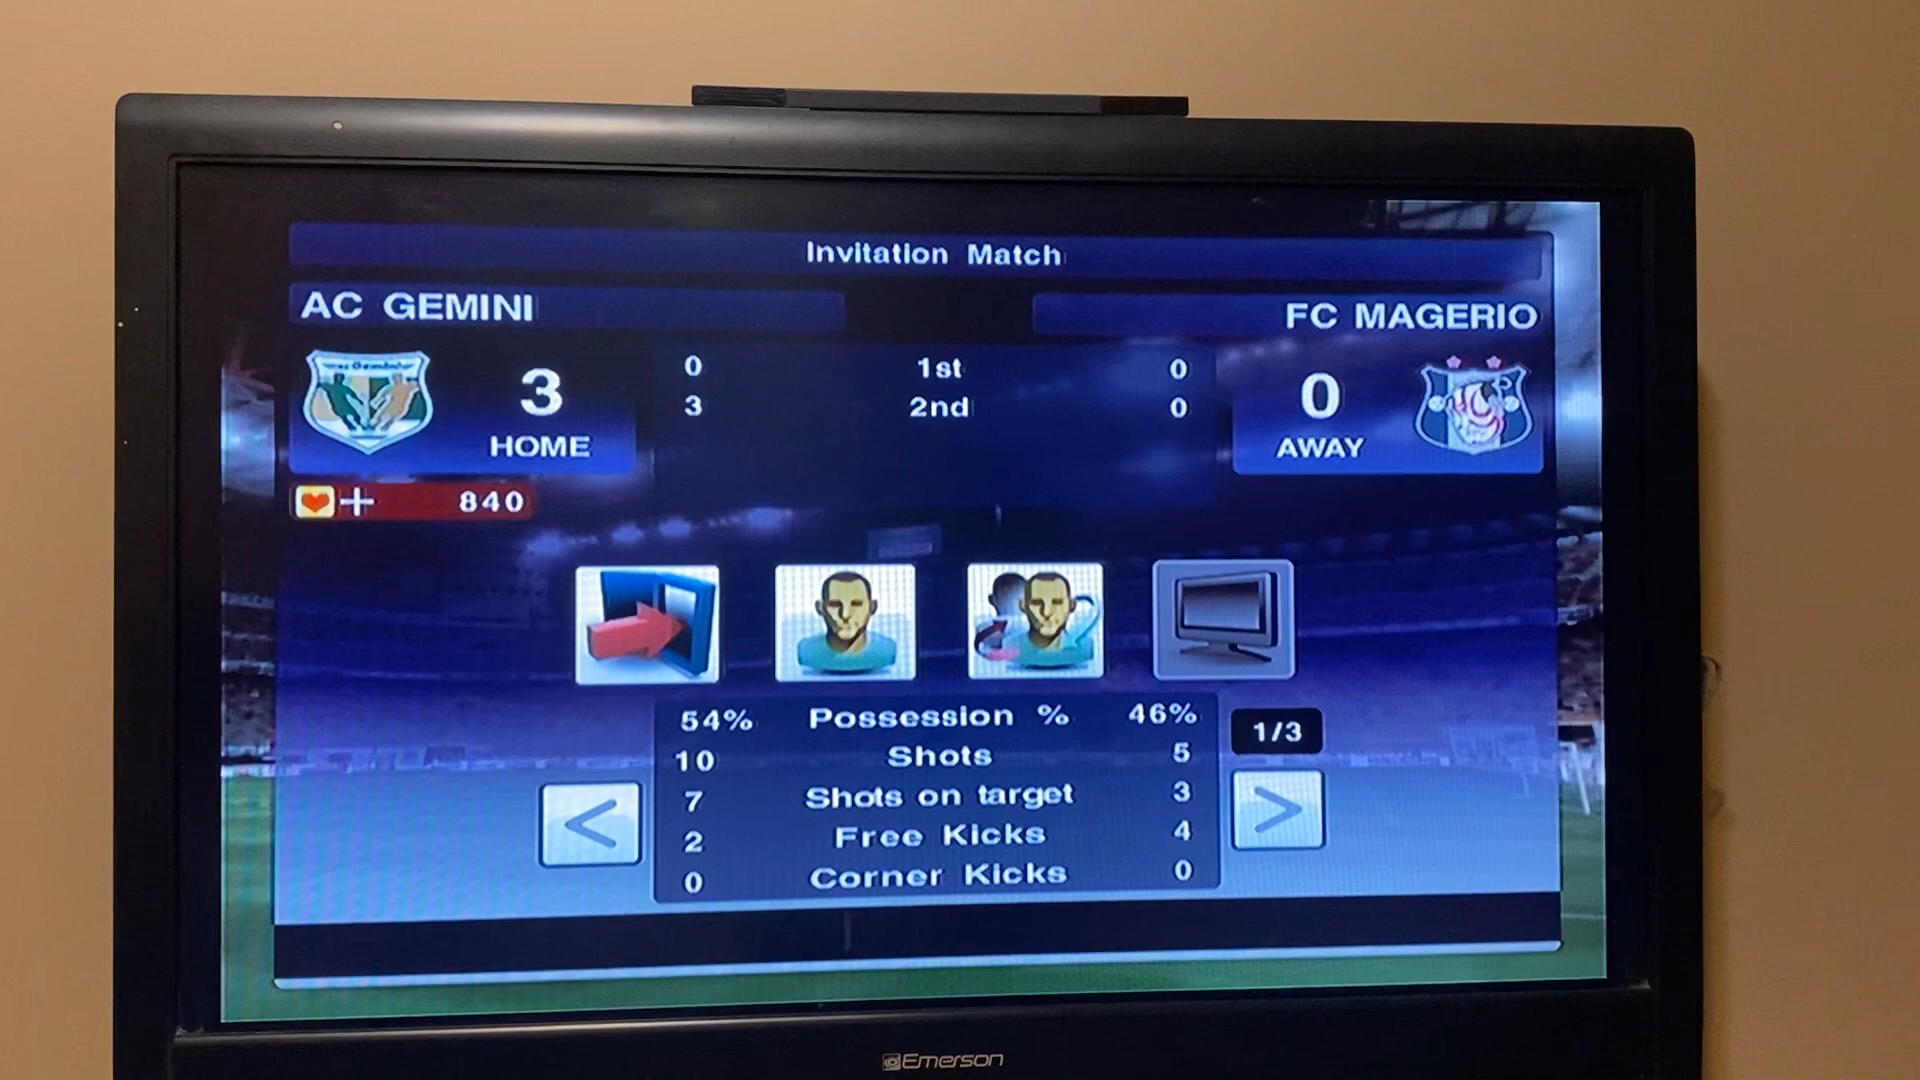 Invitation Match
AC GEMINI
FC MAGERIO
0 1st 0
3 0
3 2nd 0
HOME
AWAY
+ 840
54% Possession % 46%
1/3
10 Shots 5
7 Shots on target 3
< >
2 Free Kicks 4
0 Corner Kicks 0
Emerson